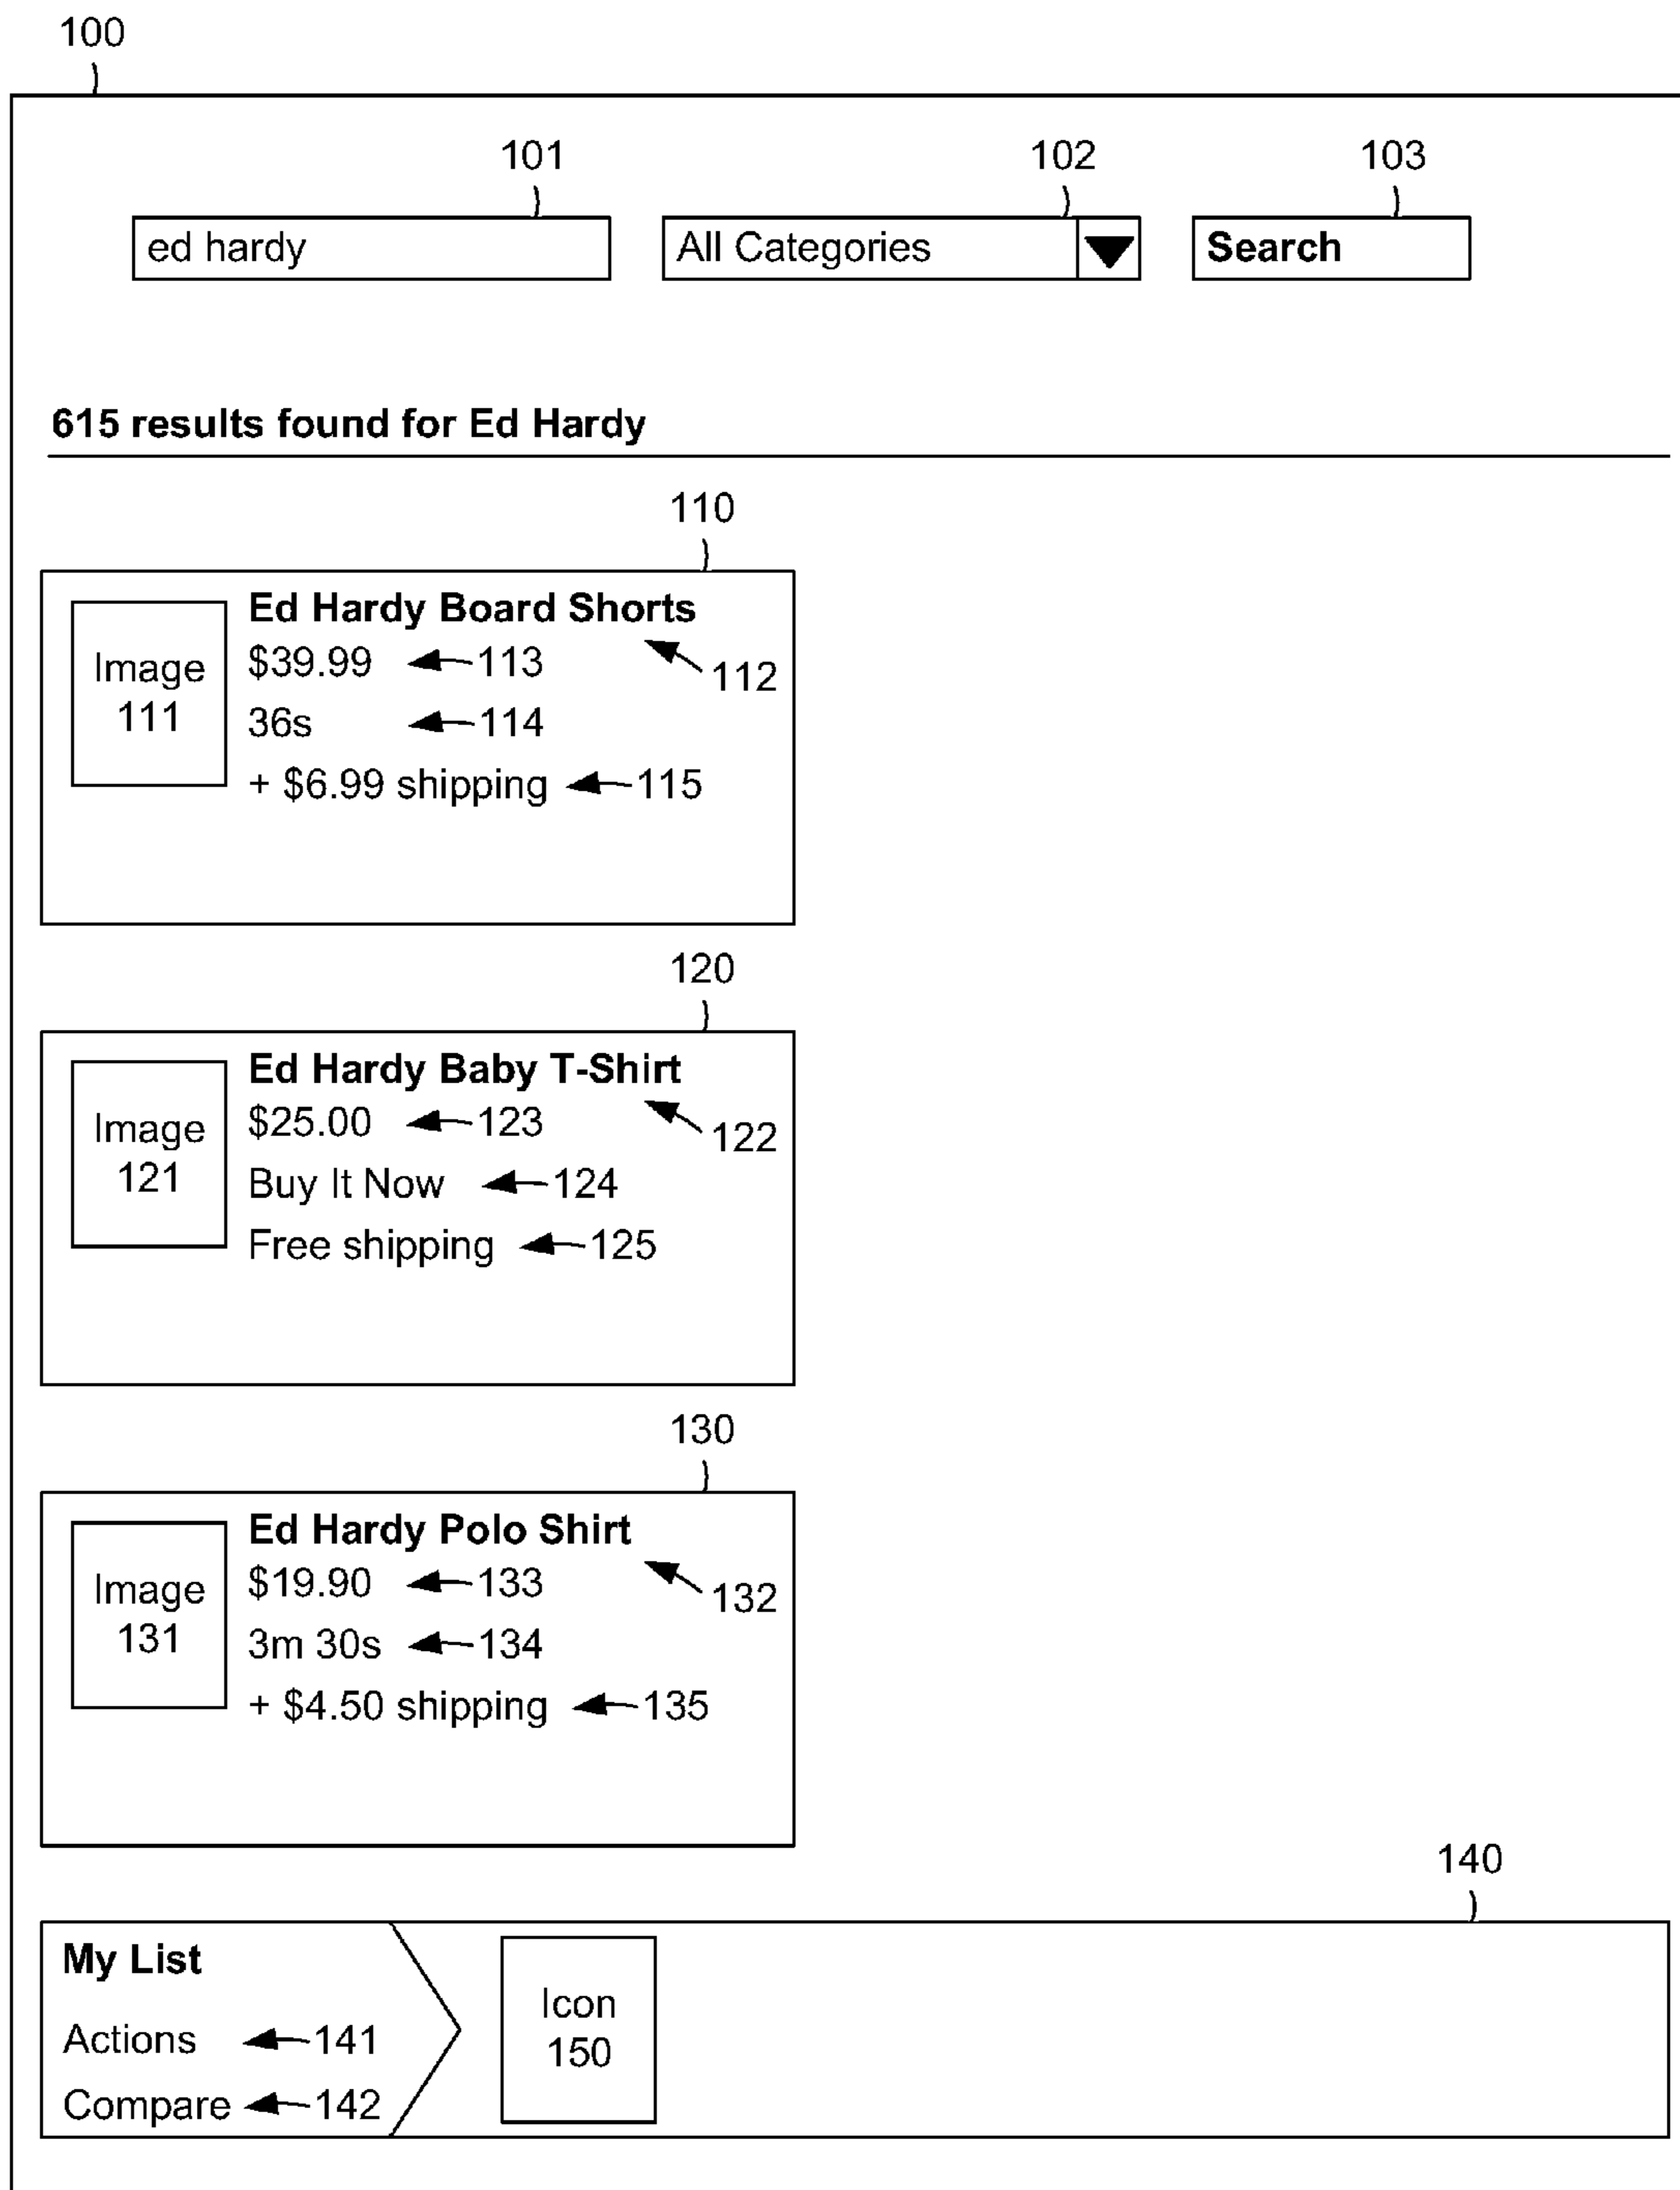 100
101
102
103
ed hardy
All Categories
Search
615 results found for Ed Hardy
110
Ed Hardy Board Shorts
Image
111
$39.99
113
112
36s
114
+ $6.99 shipping
115
120
Ed Hardy Baby T-Shirt
Image
121
$25.00
123
122
Buy It Now
124
Free shipping
125
130
Ed Hardy Polo Shirt
Image
131
$19.90
133
132
3m 30s
134
+ $4.50 shipping
135
140
My List
Actions
141
Compare
142
Icon
150